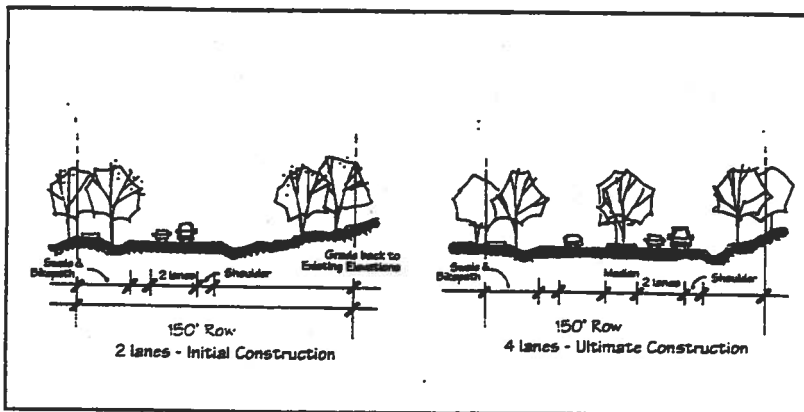 Swale &
Bikepath
2 lanes
Shoulder
Grade back to
Existing Elevations
150' Row
2 lanes - Initial Construction
Swale &
Bikepath
Median
2 lanes
Shoulder
150' Row
4 lanes - Ultimate Construction